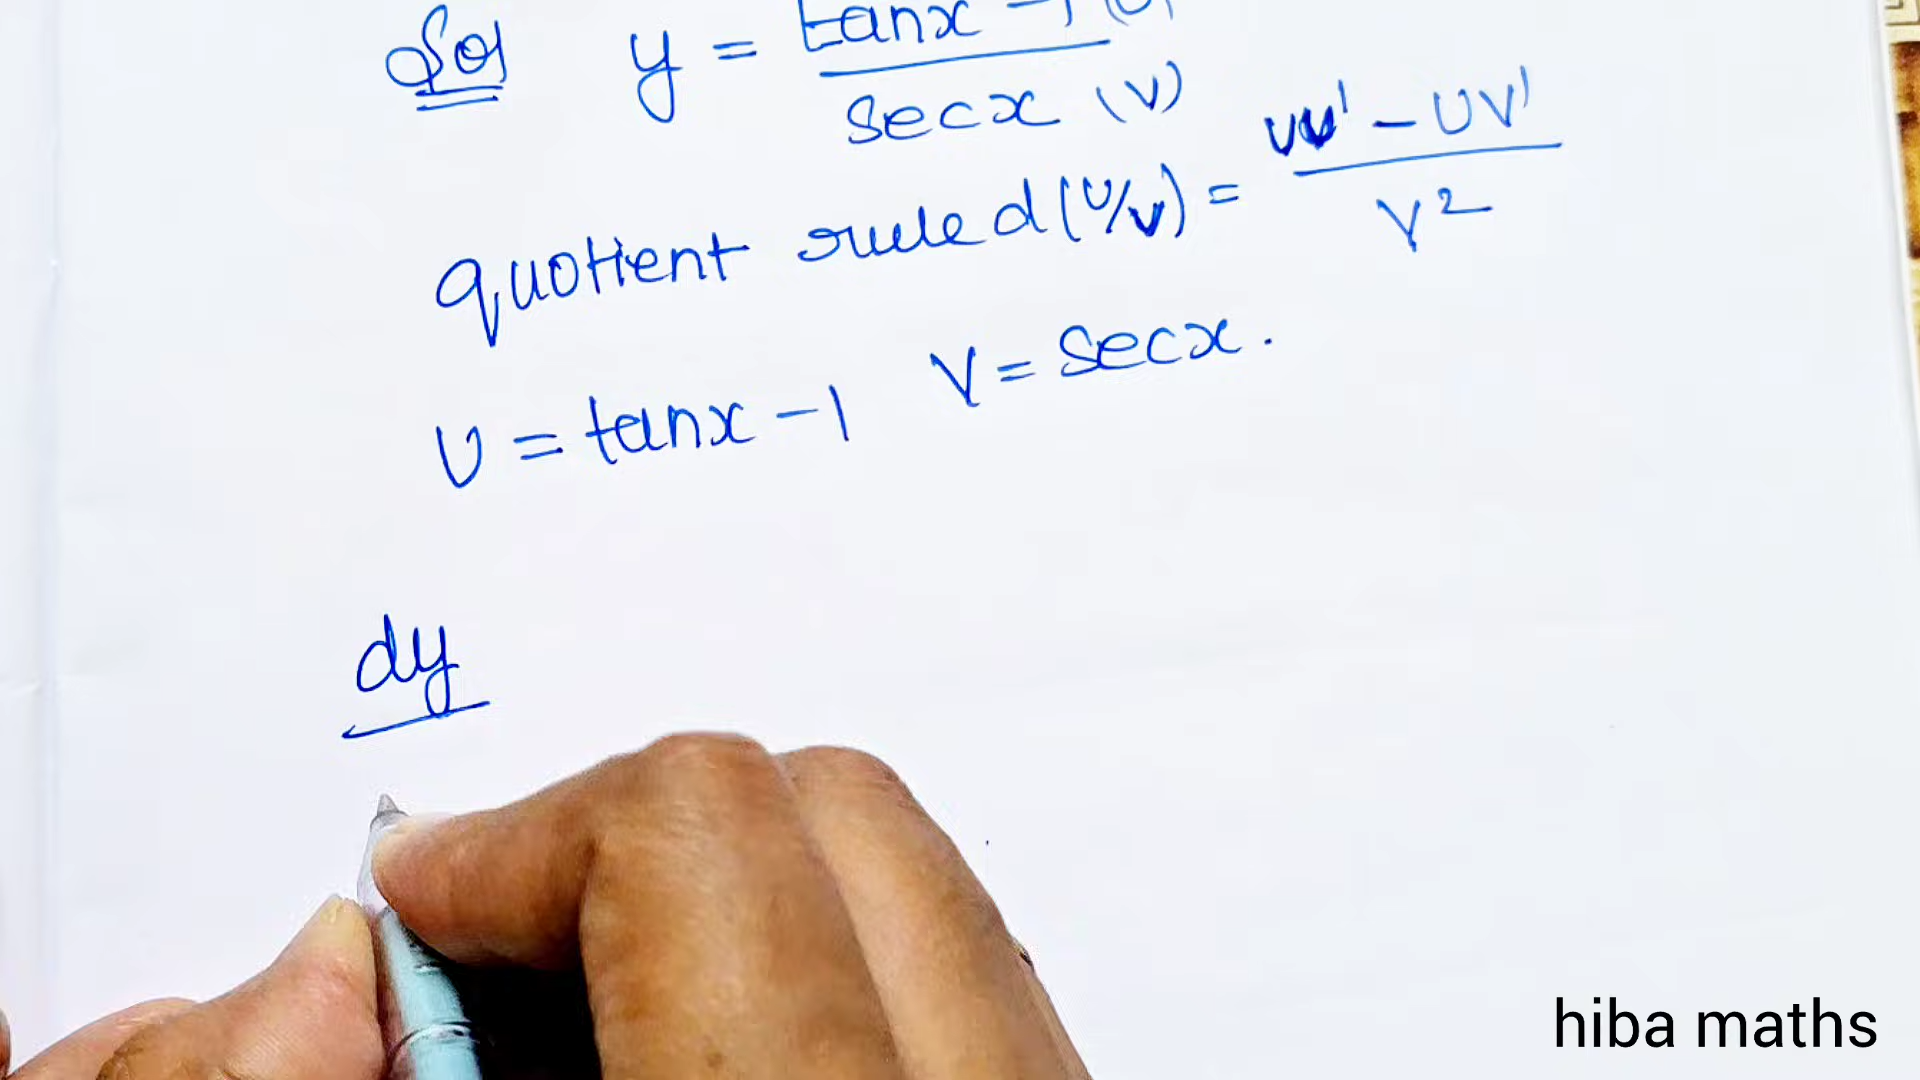 Sol y = tanx - 1 (U) / secx (V)
quotient rule d(U/V) = VU' - UV' / V²
U = tanx - 1 V = secx.
dy
hiba maths